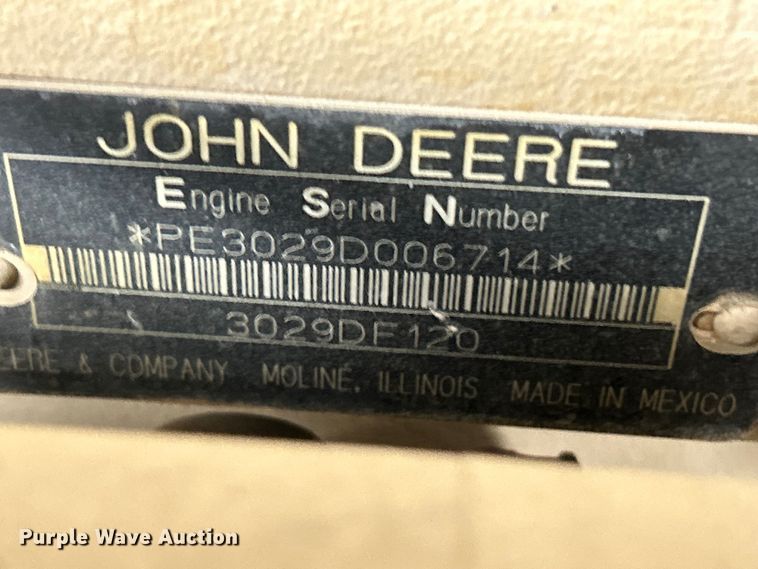 JOHN DEERE
Engine Serial Number
*PE3029D006714*
3029DF120
EERE & COMPANY MOLINE, ILLINOIS MADE IN MEXICO
Purple Wave Auction